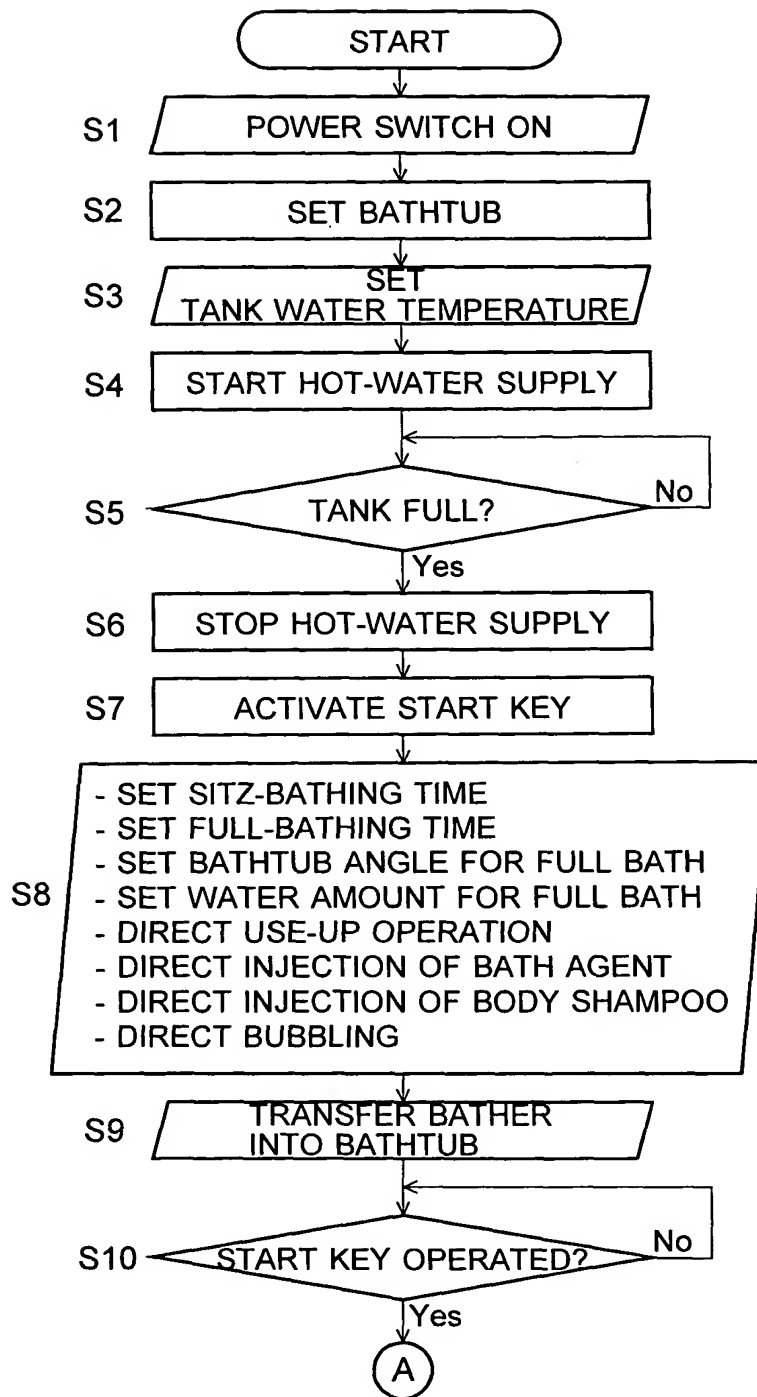 START
S1 POWER SWITCH ON
S2 SET BATHTUB
S3 SET
TANK WATER TEMPERATURE
S4 START HOT-WATER SUPPLY
S5 TANK FULL? No
Yes
S6 STOP HOT-WATER SUPPLY
S7 ACTIVATE START KEY
S8
- SET SITZ-BATHING TIME
- SET FULL-BATHING TIME
- SET BATHTUB ANGLE FOR FULL BATH
- SET WATER AMOUNT FOR FULL BATH
- DIRECT USE-UP OPERATION
- DIRECT INJECTION OF BATH AGENT
- DIRECT INJECTION OF BODY SHAMPOO
- DIRECT BUBBLING
S9 TRANSFER BATHER
INTO BATHTUB
S10 START KEY OPERATED? No
Yes
A